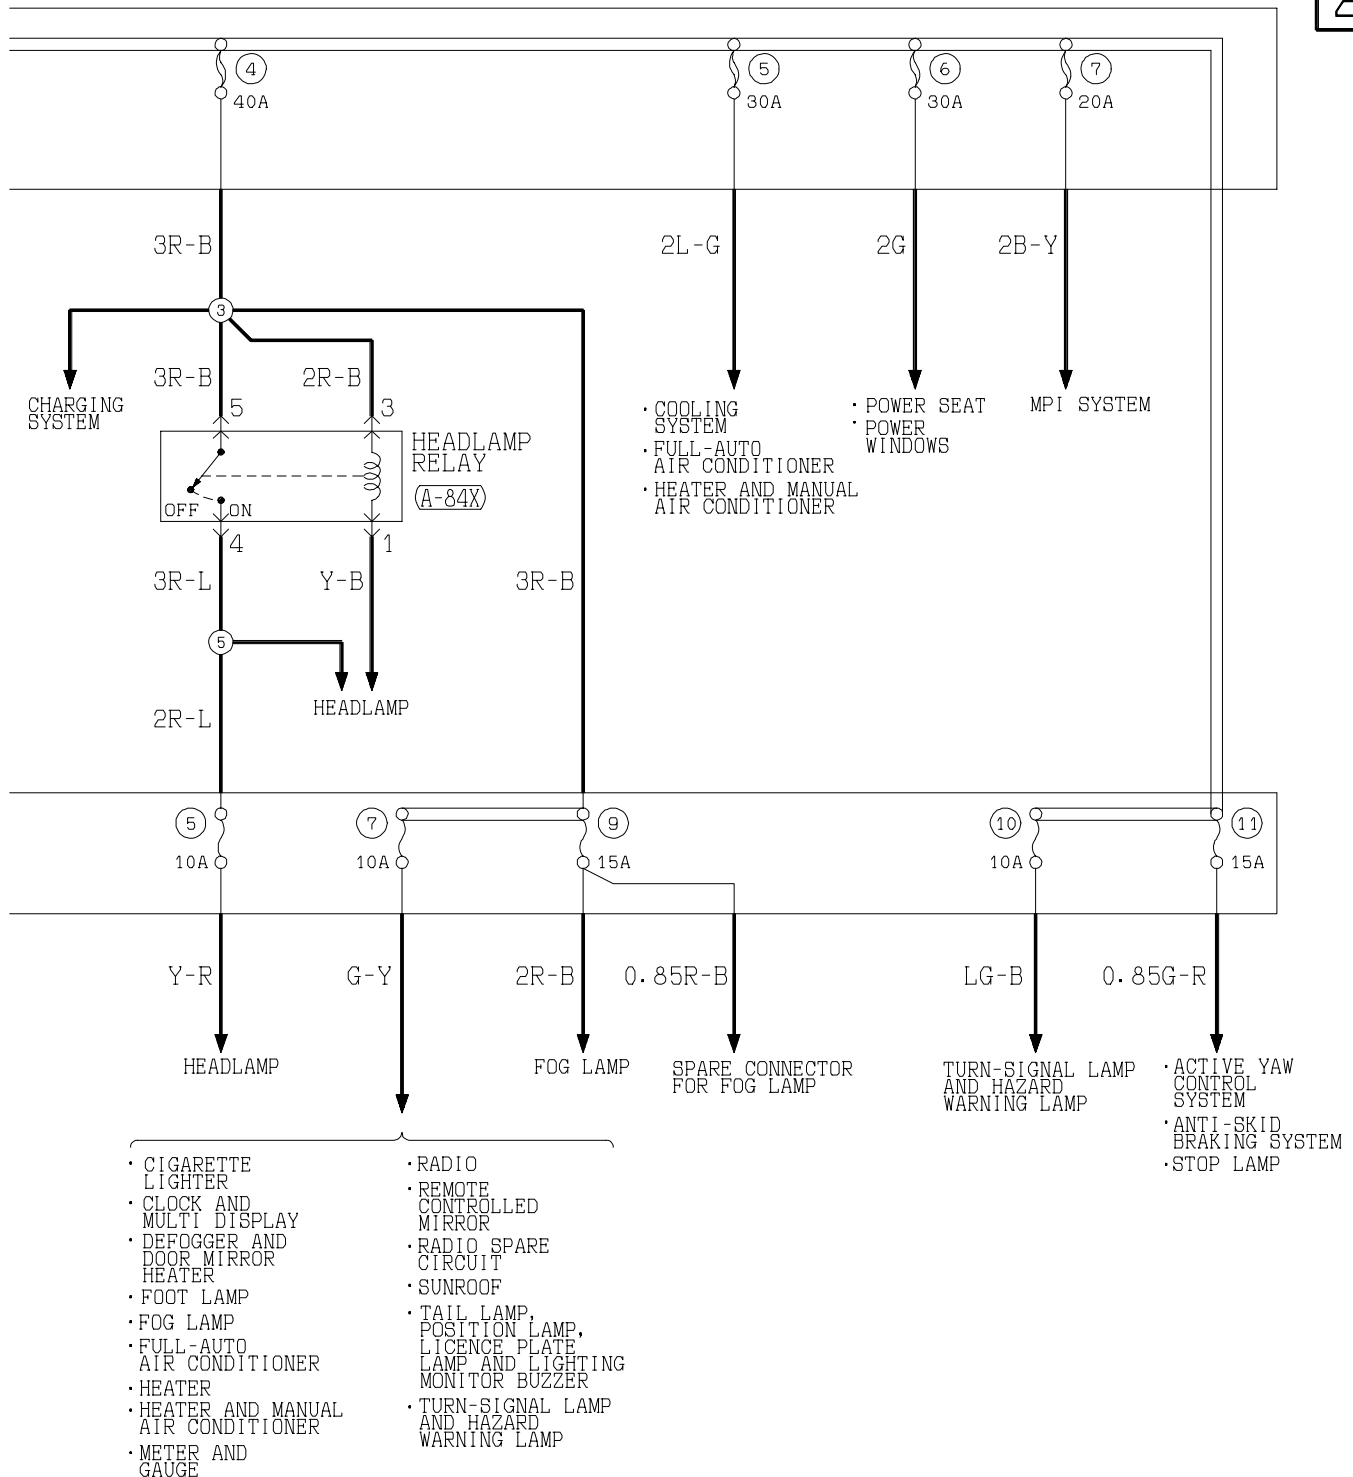 4
40A
5
30A
6
30A
7
20A
3R-B
2L-G
2G
2B-Y
3
3R-B
2R-B
CHARGING
SYSTEM
5
3
HEADLAMP
RELAY
A-84X
OFF
ON
4
1
· COOLING
SYSTEM
· FULL-AUTO
AIR CONDITIONER
· HEATER AND MANUAL
AIR CONDITIONER
· POWER SEAT
· POWER
WINDOWS
MPI SYSTEM
3R-L
Y-B
3R-B
5
HEADLAMP
2R-L
5
10A
7
10A
9
15A
10
10A
11
15A
Y-R
G-Y
2R-B
0.85R-B
LG-B
0.85G-R
HEADLAMP
FOG LAMP
SPARE CONNECTOR
FOR FOG LAMP
TURN-SIGNAL LAMP
AND HAZARD
WARNING LAMP
· ACTIVE YAW
CONTROL
SYSTEM
· ANTI-SKID
BRAKING SYSTEM
· STOP LAMP
· CIGARETTE
LIGHTER
· CLOCK AND
MULTI DISPLAY
· DEFOGGER AND
DOOR MIRROR
HEATER
· FOOT LAMP
· FOG LAMP
· FULL-AUTO
AIR CONDITIONER
· HEATER
· HEATER AND MANUAL
AIR CONDITIONER
· METER AND
GAUGE
· RADIO
· REMOTE
CONTROLLED
MIRROR
· RADIO SPARE
CIRCUIT
· SUNROOF
· TAIL LAMP,
POSITION LAMP,
LICENCE PLATE
LAMP AND LIGHTING
MONITOR BUZZER
· TURN-SIGNAL LAMP
AND HAZARD
WARNING LAMP